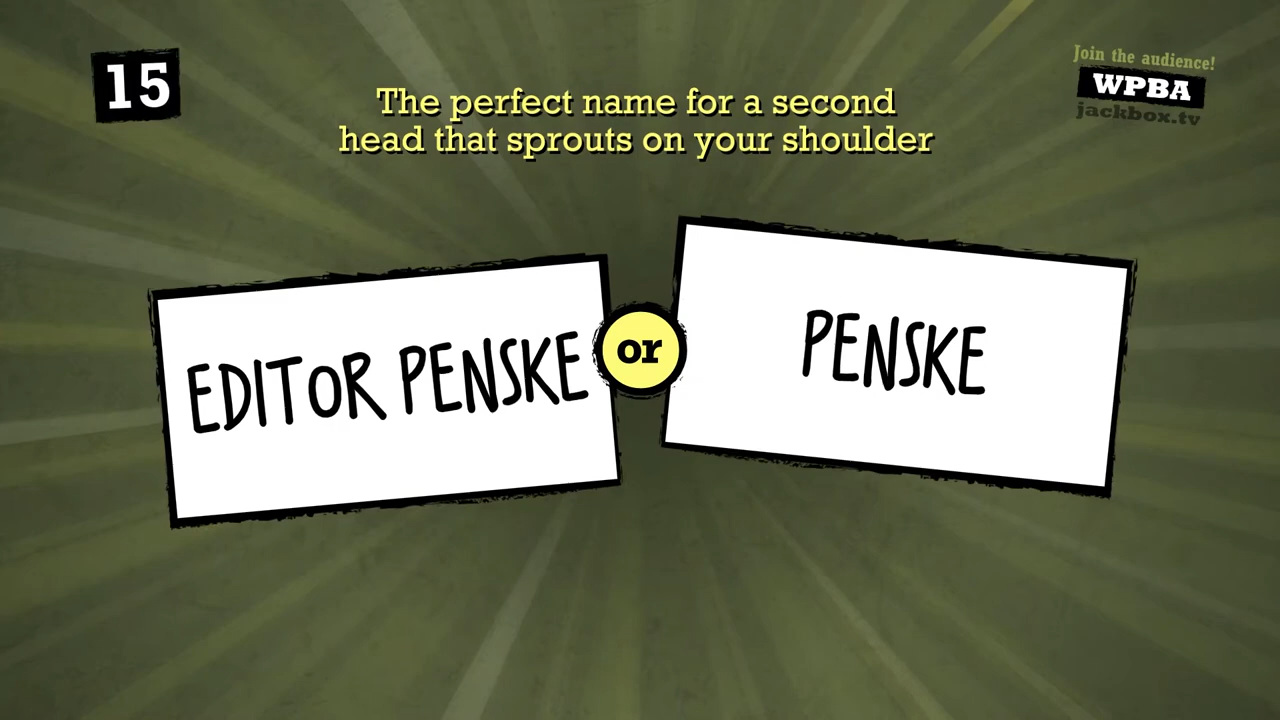 15
The perfect name for a second
head that sprouts on your shoulder
Join the audience!
WPBA
jackbox.tv
EDITOR PENSKE
or
PENSKE